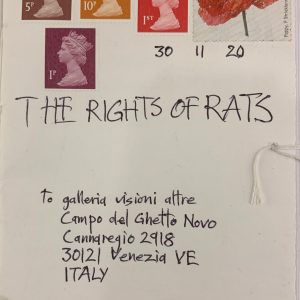 5P
10P
1ST
1P
30 11 20
THE RIGHTS OF RATS
to galleria visioni altre
Campo del Ghetto Novo
Cannaregio 2918
30121 Venezia VE
ITALY